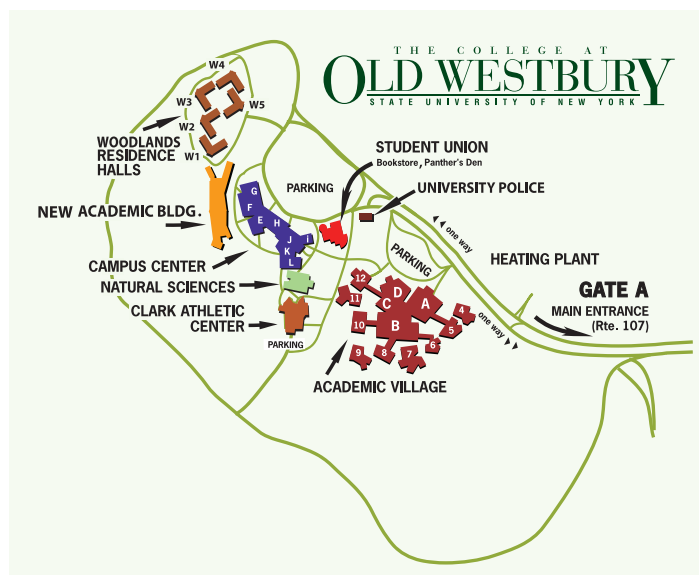 THE COLLEGE AT
OLD WESTBURY
STATE UNIVERSITY OF NEW YORK
W4
W3
W5
W2
W1
WOODLANDS
RESIDENCE
HALLS
STUDENT UNION
Bookstore, Panther's Den
PARKING
UNIVERSITY POLICE
G
F
E
H
J
I
K
L
NEW ACADEMIC BLDG.
one way
PARKING
HEATING PLANT
CAMPUS CENTER
NATURAL SCIENCES
CLARK ATHLETIC
CENTER
PARKING
12
11
D
C
A
B
10
4
5
6
9
8
7
one way
GATE A
MAIN ENTRANCE
(Rte. 107)
ACADEMIC VILLAGE